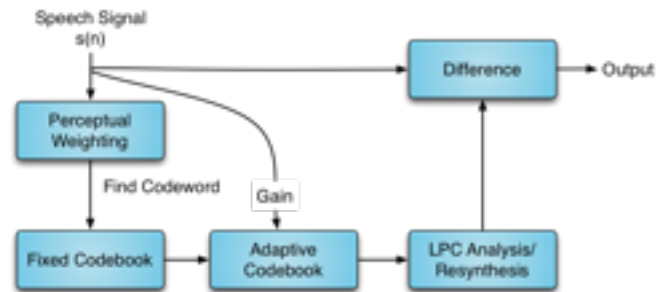 Speech Signal
s(n)
Difference
Output
Perceptual
Weighting
Find Codeword
Gain
Fixed Codebook
Adaptive
Codebook
LPC Analysis/
Resynthesis